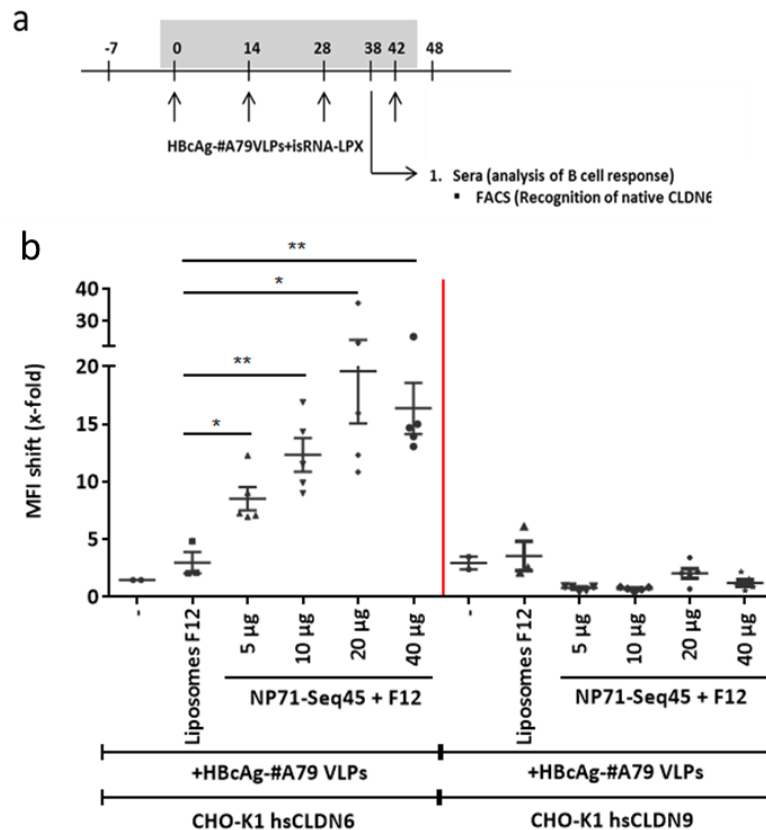 a
-7 0 14 28 38 42 48
HBcAg-#A79VLPs+isRNA-LPX
1. Sera (analysis of B cell response)
▪ FACS (Recognition of native CLDN6
b
MFI shift (x-fold)
40
30
20
15
10
5
0
** 
*
**
*
- Liposomes F12 5 µg 10 µg 20 µg 40 µg - Liposomes F12 5 µg 10 µg 20 µg 40 µg
NP71-Seq45 + F12 NP71-Seq45 + F12
+HBcAg-#A79 VLPs +HBcAg-#A79 VLPs
CHO-K1 hsCLDN6 CHO-K1 hsCLDN9